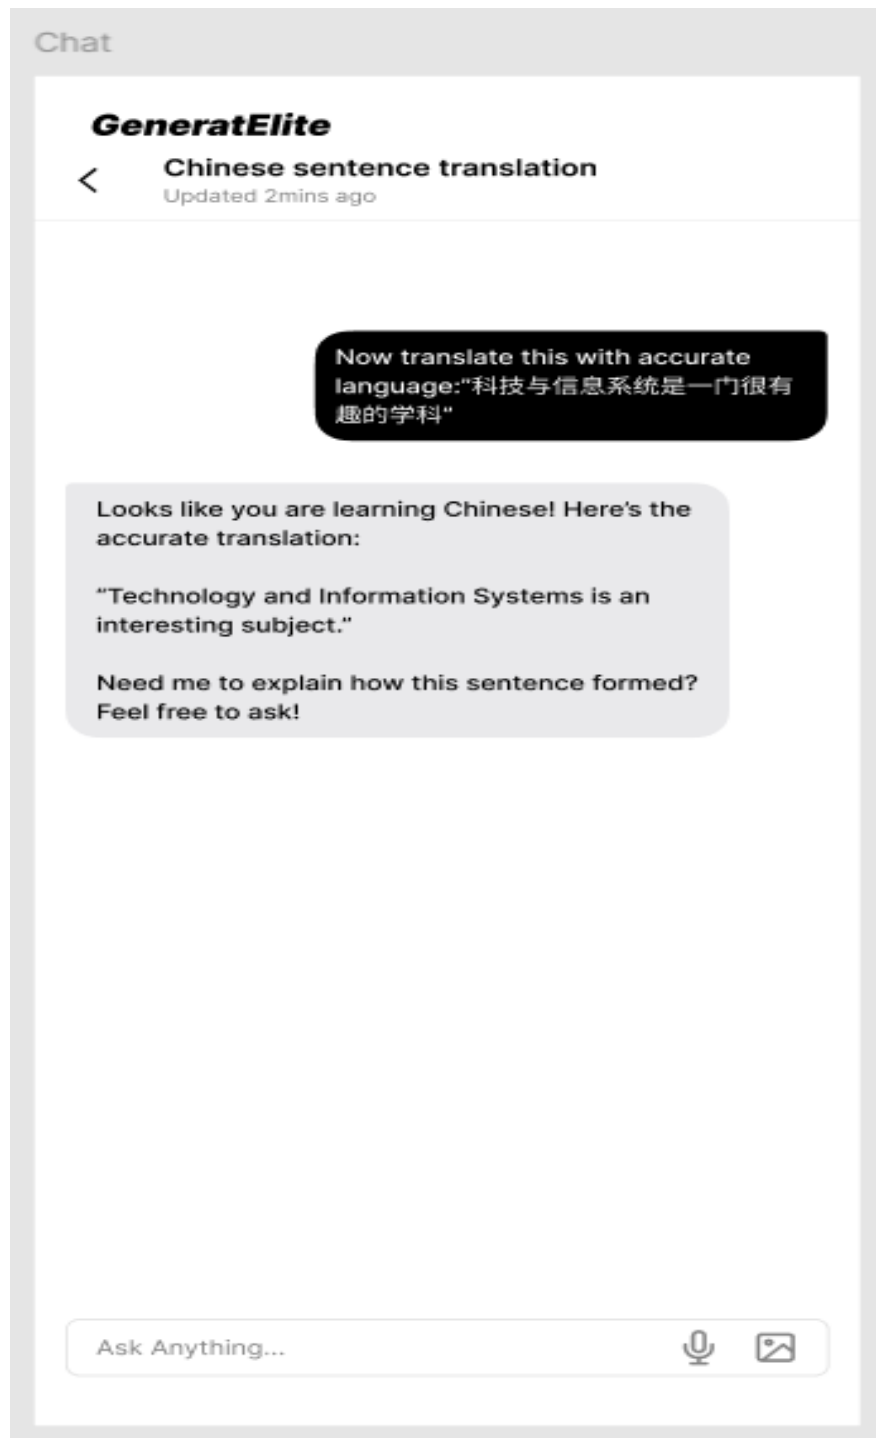 Chat
GeneratElite
Chinese sentence translation
Updated 2mins ago
Now translate this with accurate
language:"科技与信息系统是一门很有
趣的学科"
Looks like you are learning Chinese! Here's the
accurate translation:
"Technology and Information Systems is an
interesting subject."
Need me to explain how this sentence formed?
Feel free to ask!
Ask Anything...